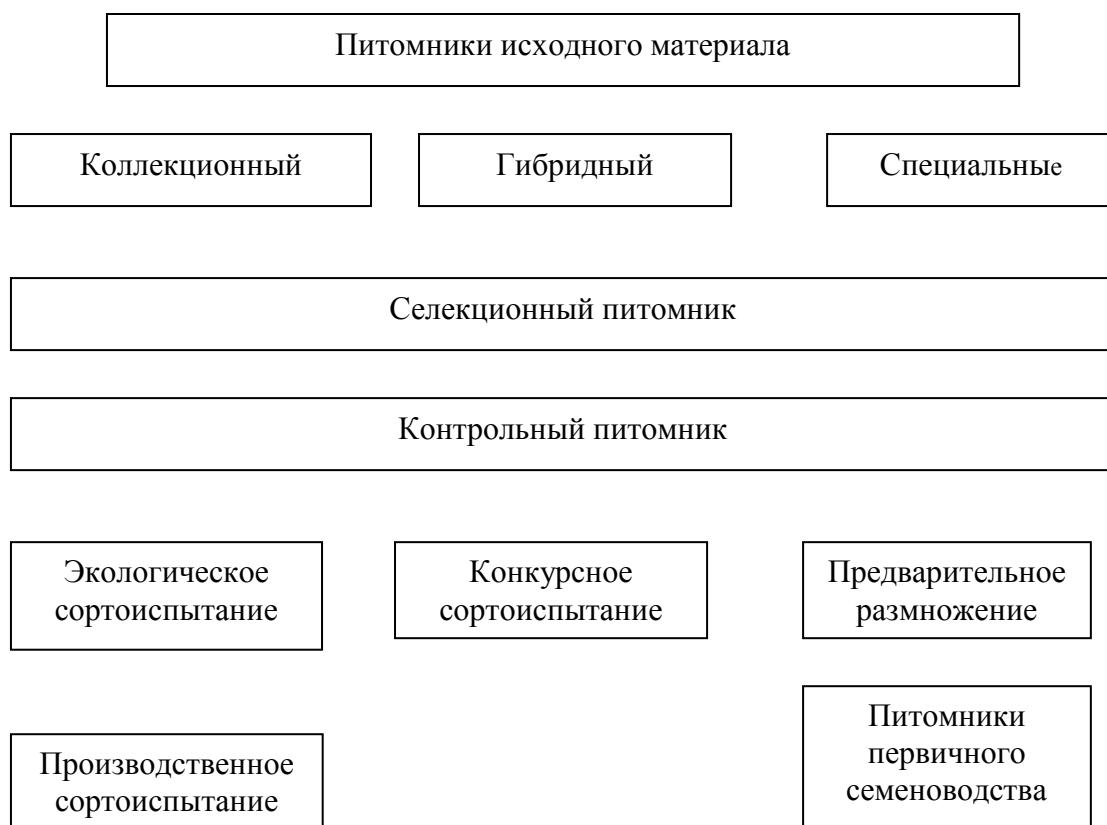 Питомники исходного материала
Коллекционный
Гибридный
Специальные
Селекционный питомник
Контрольный питомник
Экологическое
сортоиспытание
Конкурсное
сортоиспытание
Предварительное
размножение
Производственное
сортоиспытание
Питомники
первичного
семеноводства